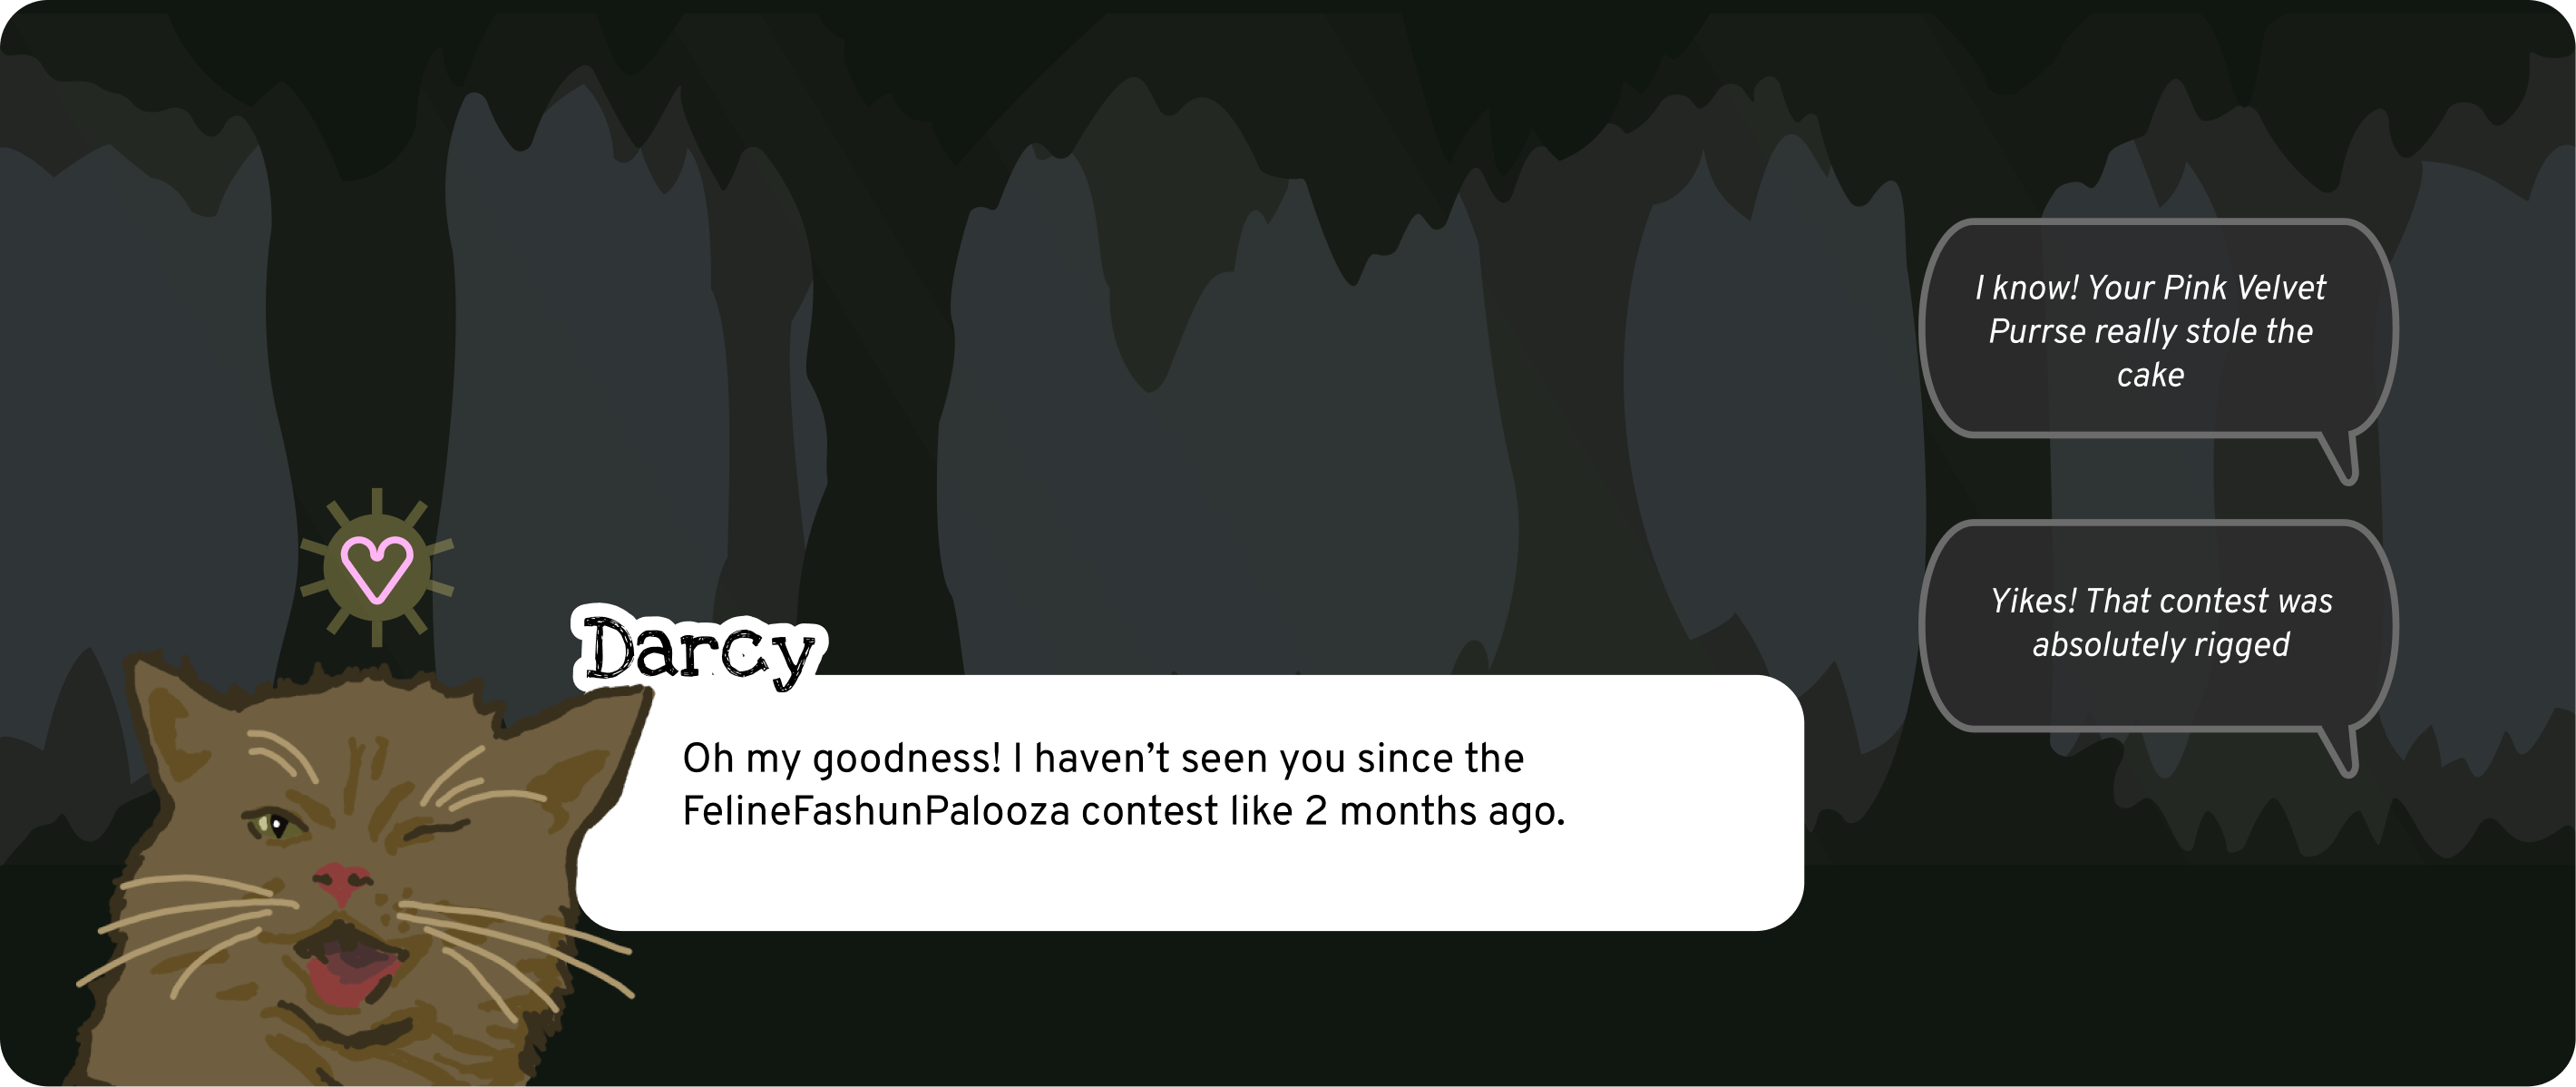 I know! Your Pink Velvet
Purrse really stole the
cake
Yikes! That contest was
absolutely rigged
Darcy
Oh my goodness! I haven’t seen you since the
FelineFashunPalooza contest like 2 months ago.